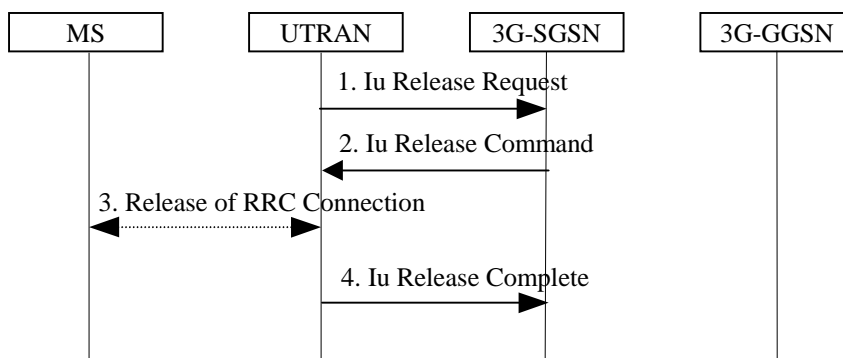 MS UTRAN 3G-SGSN 3G-GGSN
1. Iu Release Request
2. Iu Release Command
3. Release of RRC Connection
4. Iu Release Complete